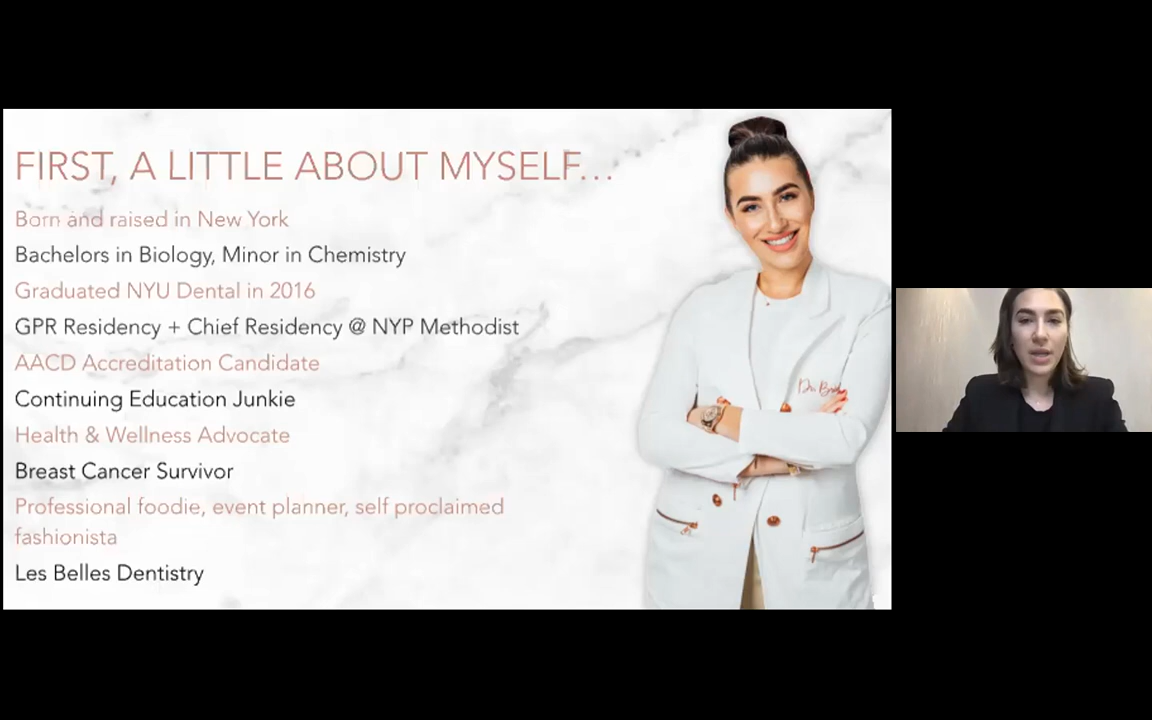 FIRST, A LITTLE ABOUT MYSELF...
Born and raised in New York
Bachelors in Biology, Minor in Chemistry
Graduated NYU Dental in 2016
GPR Residency + Chief Residency @ NYP Methodist
AACD Accreditation Candidate
Continuing Education Junkie
Health & Wellness Advocate
Breast Cancer Survivor
Professional foodie, event planner, self proclaimed
fashionista
Les Belles Dentistry
Dr.